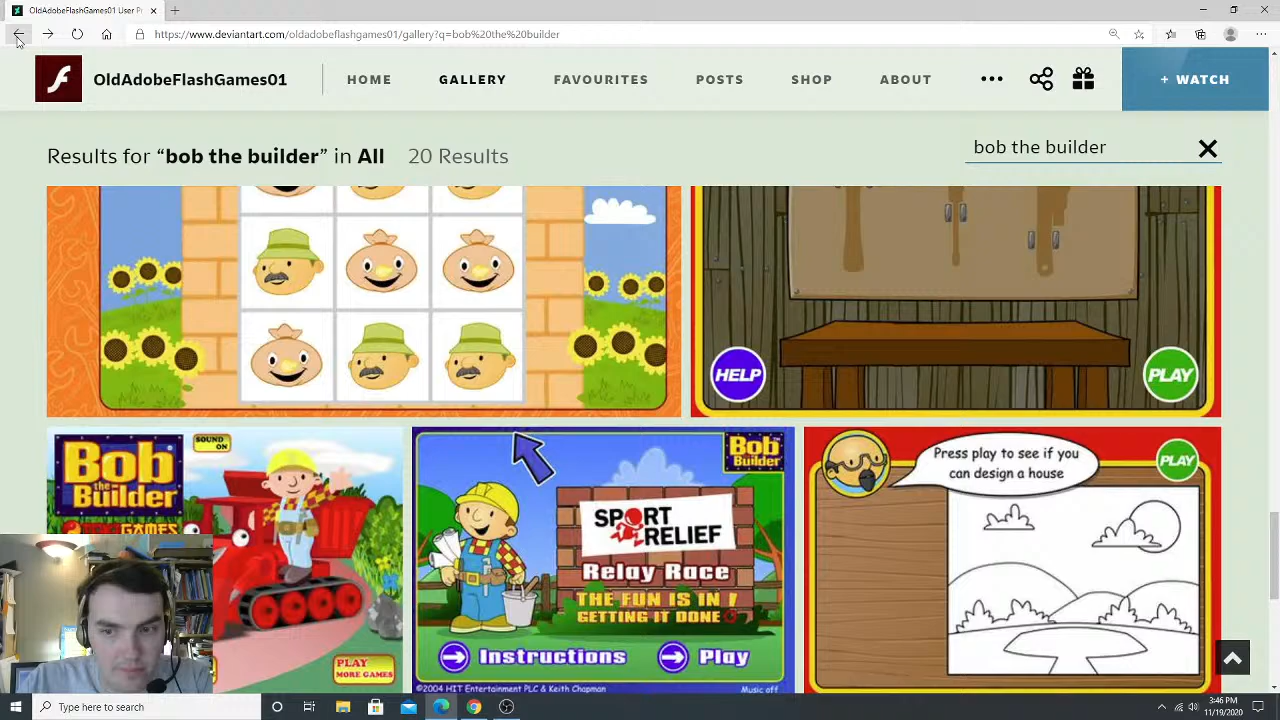 OldAdobeFlashGames01 User Pr
https://www.deviantart.com/oldadobeflashgames01/gallery?q=bob%20the%20builder
OldAdobeFlashGames01 HOME GALLERY FAVOURITES POSTS SHOP ABOUT ••• + WATCH
Results for “bob the builder” in All 20 Results
bob the builder
HELP
PLAY
Bob
the
Builder
GAMES
SOUND
ON
PLAY
MORE GAMES
Bob
the
Builder
SPORT
RELIEF
Relay Race
THE FUN IS IN
GETTING IT DONE
Instructions
Play
©2004 HIT Entertainment PLC & Keith Chapman
Music off
Press play to see if you
can design a house
PLAY
Type here to search
3:46 PM
11/19/2020